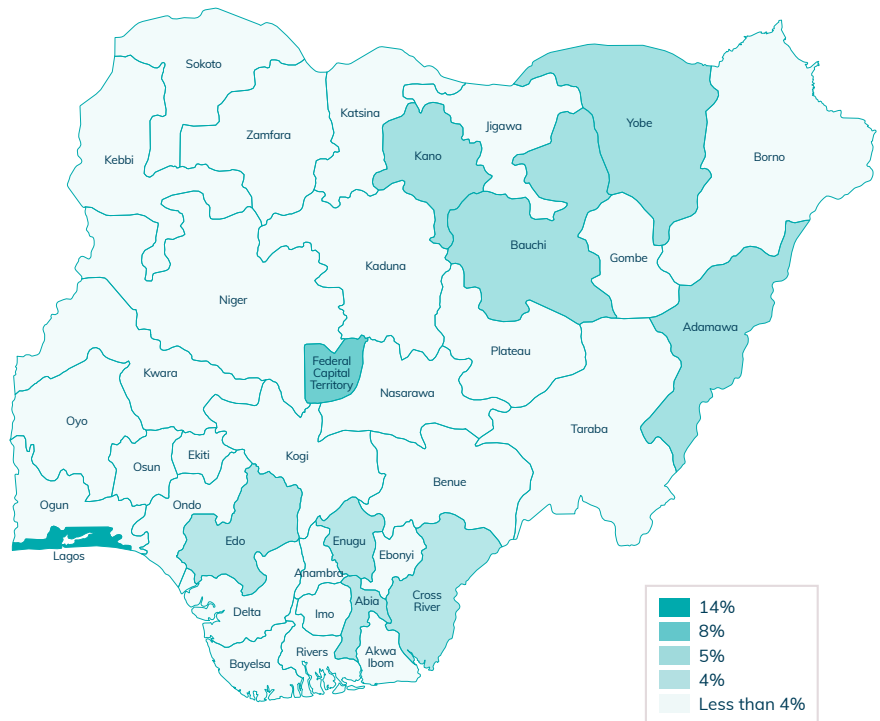 Sokoto
Katsina
Zamfara
Jigawa
Yobe
Kebbi
Kano
Borno
Bauchi
Gombe
Kaduna
Niger
Adamawa
Plateau
Federal
Capital
Territory
Kwara
Nasarawa
Oyo
Taraba
Kogi
Ekiti
Osun
Benue
Ogun
Ondo
Edo
Enugu
Ebonyi
Lagos
Anambra
Abia
Cross
River
Delta
Imo
Rivers
Akwa
Ibom
Bayelsa
14%
8%
5%
4%
Less than 4%